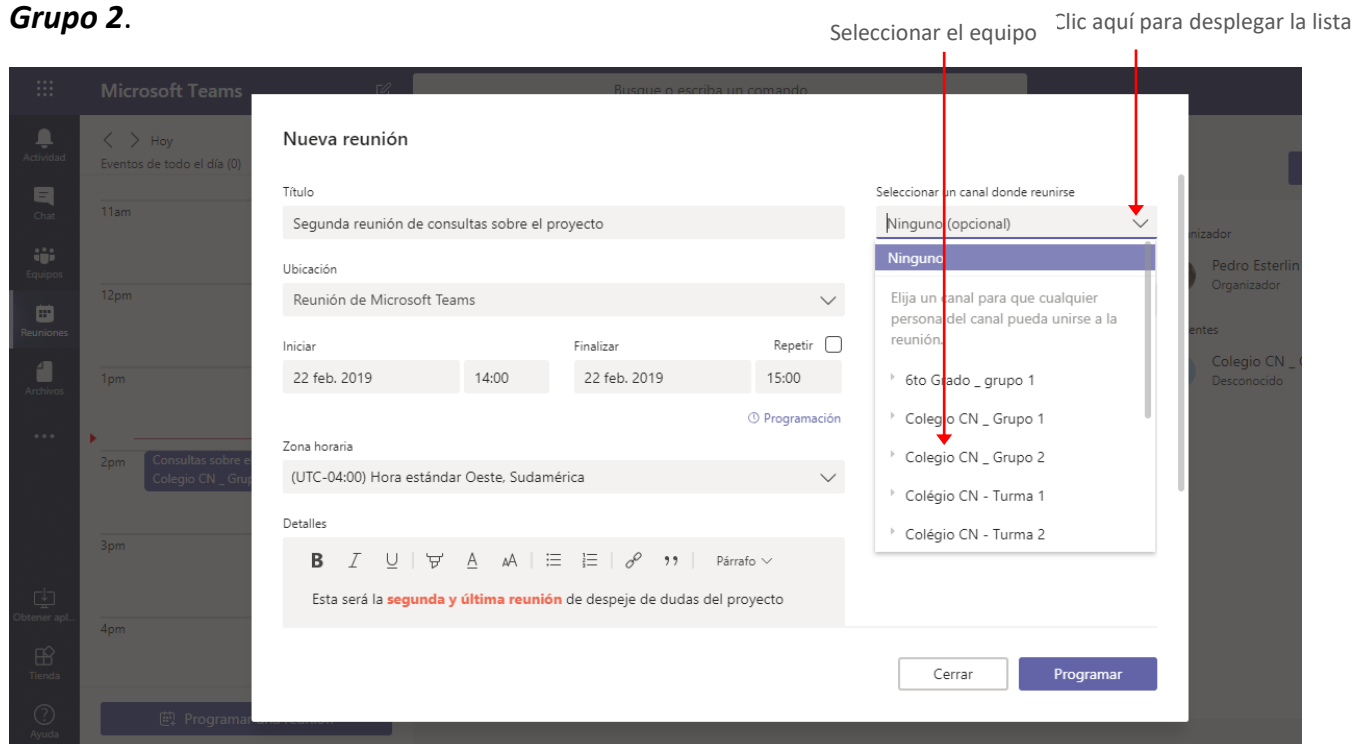 Grupo 2.
Seleccionar el equipo
Clic aquí para desplegar la lista
Microsoft Teams
Busque o escriba un comando
Actividad
Chat
Equipos
Reuniones
Archivos
Obtener apl...
Tienda
Ayuda
Hoy
Eventos de todo el día (0)
11am
12pm
1pm
2pm
Consultas sobre e
Colegio CN _ Grup
3pm
4pm
Programar una reunión
Nueva reunión
Título
Segunda reunión de consultas sobre el proyecto
Ubicación
Reunión de Microsoft Teams
Iniciar
Finalizar
Repetir
22 feb. 2019
14:00
22 feb. 2019
15:00
Programación
Zona horaria
(UTC-04:00) Hora estándar Oeste, Sudamérica
Detalles
B I U A AA Párrafo
Esta será la segunda y última reunión de despeje de dudas del proyecto
Seleccionar un canal donde reunirse
Ninguno (opcional)
Ninguno
Elija un canal para que cualquier
persona del canal pueda unirse a la
reunión.
6to Grado _ grupo 1
Colegio CN _ Grupo 1
Colegio CN _ Grupo 2
Colégio CN - Turma 1
Colégio CN - Turma 2
Cerrar
Programar
nizador
Pedro Esterlin
Organizador
entes
Colegio CN _
Desconocido